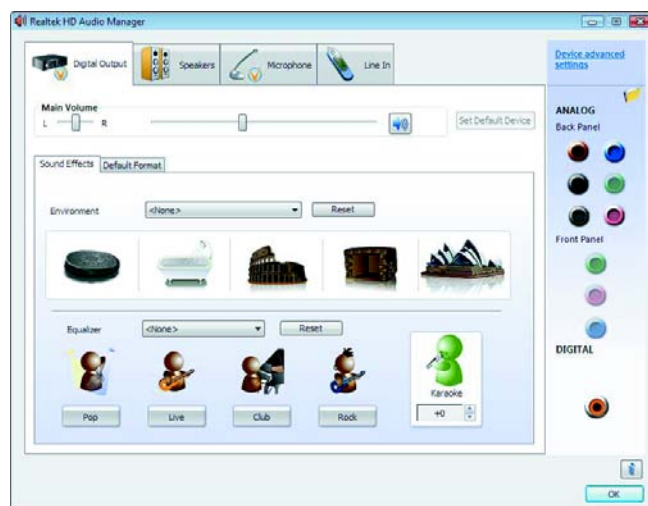 Realtek HD Audio Manager
Digital Output
Speakers
Microphone
Line In
Device advanced settings
Main Volume
L
R
Set Default Device
ANALOG
Back Panel
Sound Effects
Default Format
Environment
<None>
Reset
Front Panel
Equalizer
<None>
Reset
DIGITAL
Karaoke
Pop
Live
Club
Rock
+0
i
OK